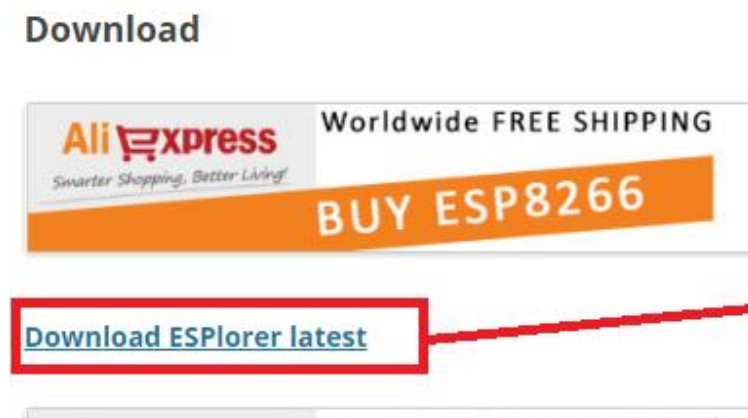 Download
AliExpress
Worldwide FREE SHIPPING
Smarter Shopping, Better Living!
BUY ESP8266
Download ESPlorer latest